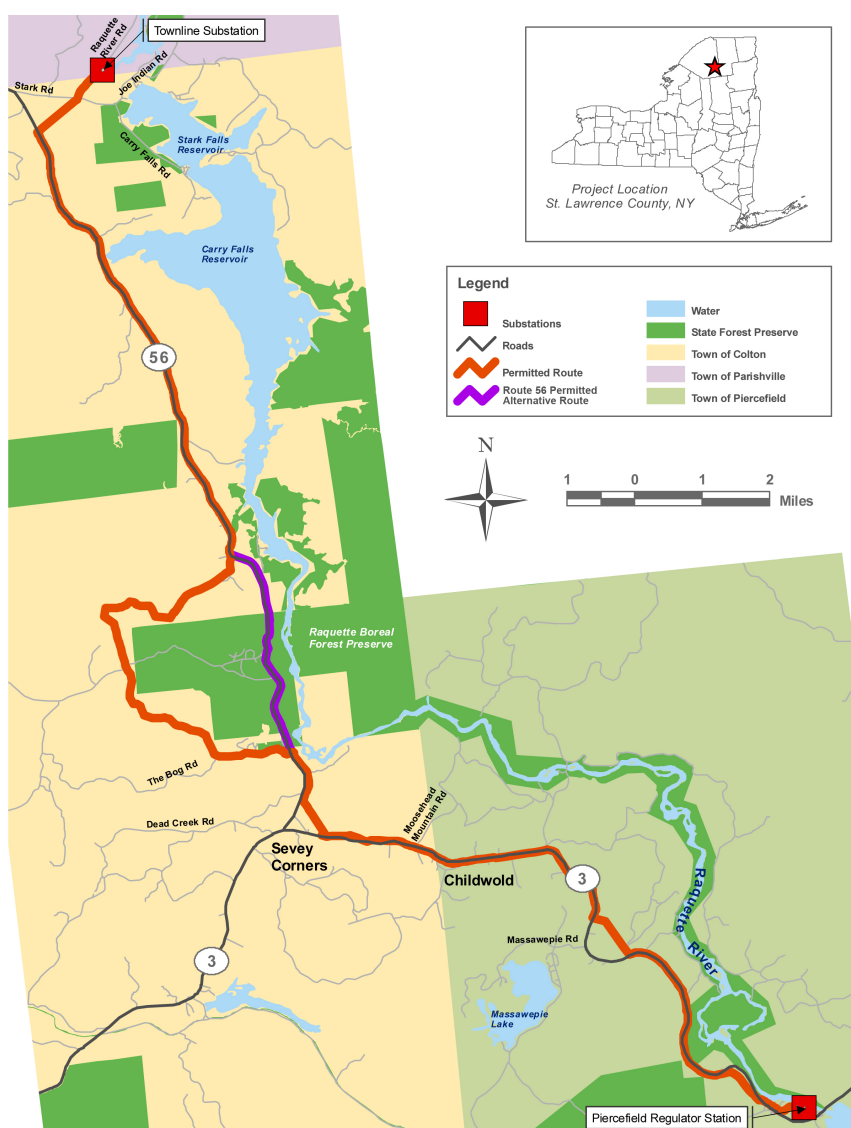 Raquette
River Rd
Townline Substation
Joe Indian Rd
Stark Rd
Carry Falls Rd
Stark Falls
Reservoir
Carry Falls
Reservoir
56
Project Location
St. Lawrence County, NY
Legend
Substations
Roads
Permitted Route
Route 56 Permitted
Alternative Route
Water
State Forest Preserve
Town of Colton
Town of Parishville
Town of Piercefield
N
1 0 1 2
Miles
Raquette Boreal
Forest Preserve
The Bog Rd
Dead Creek Rd
Moosehead
Mountain Rd
Sevey
Corners
Childwold
3
Raquette River
Massawepie Rd
3
Massawepie
Lake
Piercefield Regulator Station